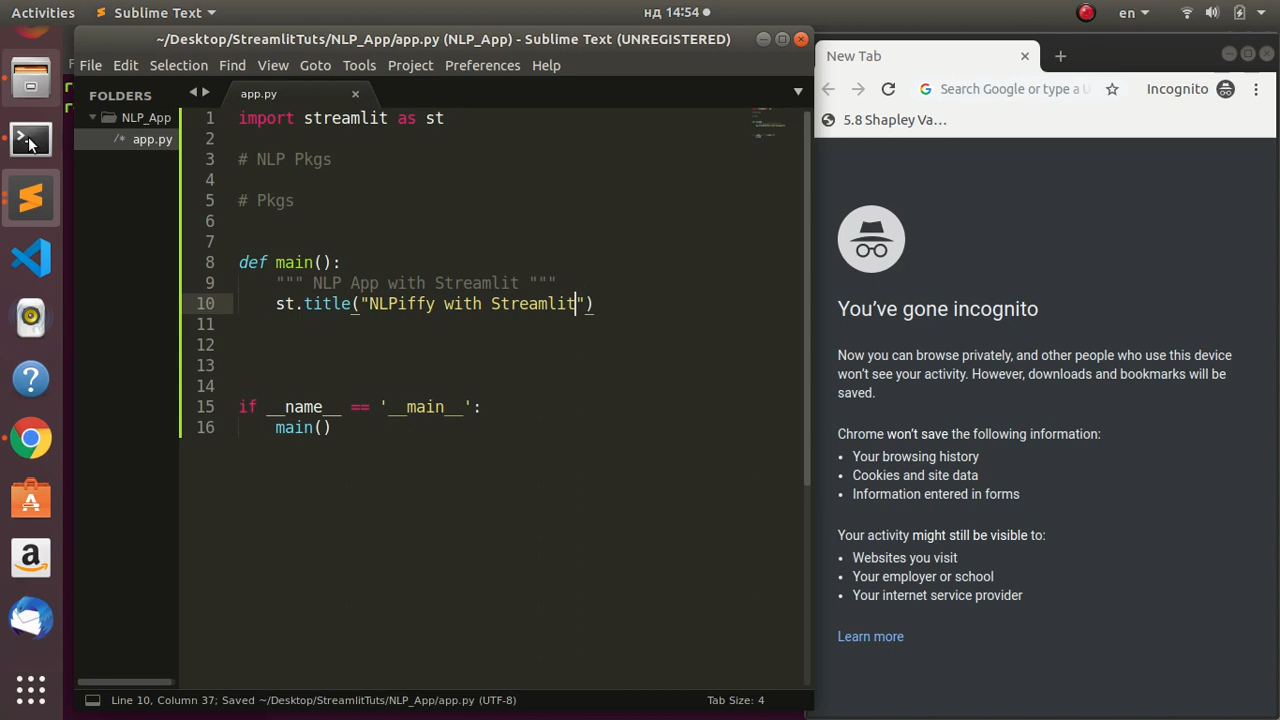 Activities
Sublime Text
нд 14:54
en
~/Desktop/StreamlitTuts/NLP_App/app.py (NLP_App) - Sublime Text (UNREGISTERED)
File Edit Selection Find View Goto Tools Project Preferences Help
FOLDERS
NLP_App
/* app.py
app.py
1 import streamlit as st
2
3 # NLP Pkgs
4
5 # Pkgs
6
7
8 def main():
9 """ NLP App with Streamlit """
10 st.title("NLPiffy with Streamlit")
11
12
13
14
15 if __name__ == '__main__':
16 main()
Line 10, Column 37; Saved ~/Desktop/StreamlitTuts/NLP_App/app.py (UTF-8)
Tab Size: 4
New Tab
Search Google or type a
Incognito
5.8 Shapley Va…
You've gone incognito
Now you can browse privately, and other people who use this device
won't see your activity. However, downloads and bookmarks will be
saved.
Chrome won't save the following information:
• Your browsing history
• Cookies and site data
• Information entered in forms
Your activity might still be visible to:
• Websites you visit
• Your employer or school
• Your internet service provider
Learn more